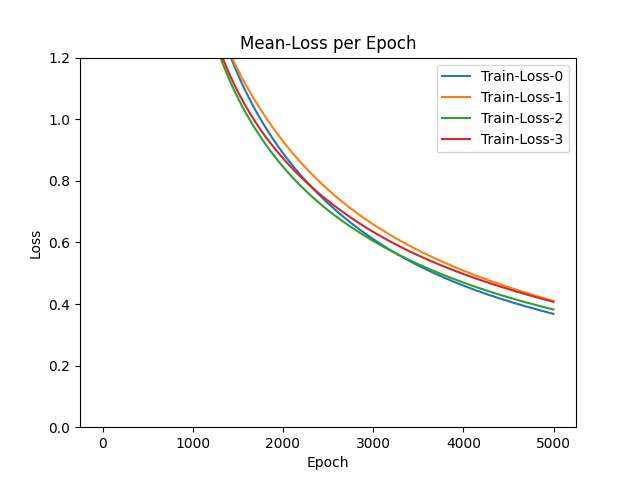 Mean-Loss per Epoch
1.2
1.0
0.8
0.6
0.4
0.2
0.0
Loss
Train-Loss-0
Train-Loss-1
Train-Loss-2
Train-Loss-3
0 1000 2000 3000 4000 5000
Epoch